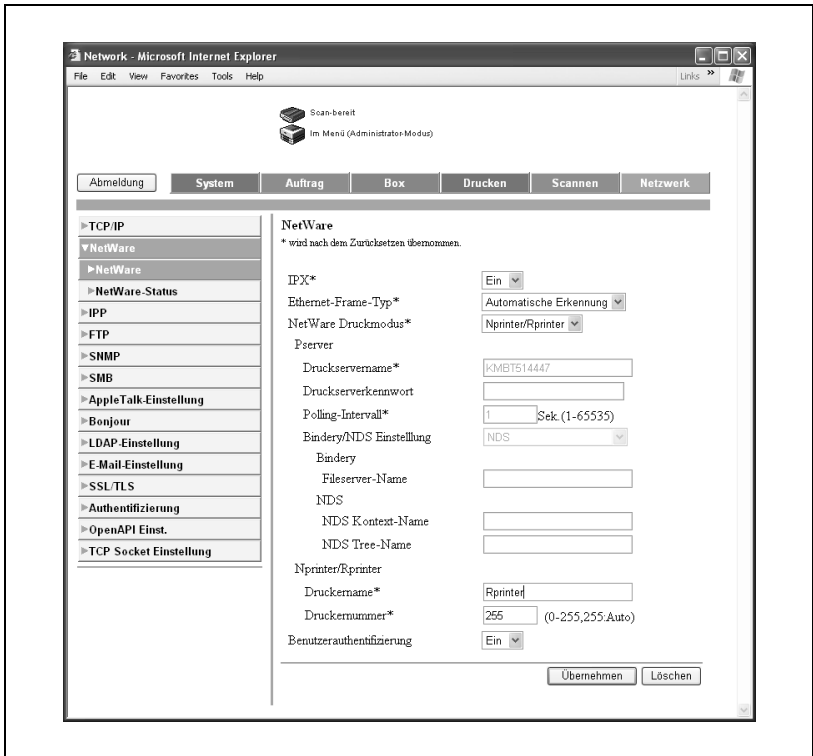 Network - Microsoft Internet Explorer
File Edit View Favorites Tools Help Links »
Scan-bereit
Im Menü (Administrator-Modus)
Abmeldung System Auftrag Box Drucken Scannen Netzwerk
TCP/IP
NetWare
NetWare
NetWare-Status
IPP
FTP
SNMP
SMB
AppleTalk-Einstellung
Bonjour
LDAP-Einstellung
E-Mail-Einstellung
SSL/TLS
Authentifizierung
OpenAPI Einst.
TCP Socket Einstellung
NetWare
* wird nach dem Zurücksetzen übernommen.
IPX* Ein
Ethernet-Frame-Typ* Automatische Erkennung
NetWare Druckmodus* Nprinter/Rprinter
Pserver
Druckservername* KMBT514447
Druckserverkennwort
Polling-Intervall* 1 Sek.(1-65535)
Bindery/NDS Einstelllung NDS
Bindery
Fileserver-Name
NDS
NDS Kontext-Name
NDS Tree-Name
Nprinter/Rprinter
Druckername* Rprinter
Druckernummer* 255 (0-255,255:Auto)
Benutzerauthentifizierung Ein
Übernehmen Löschen